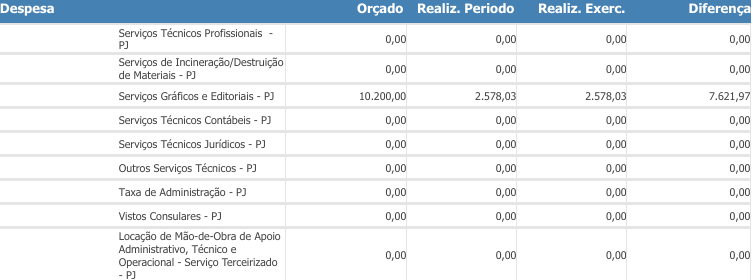 Despesa Orçado Realiz. Periodo Realiz. Exerc. Diferença
Serviços Técnicos Profissionais -
PJ 0,00 0,00 0,00 0,00
Serviços de Incineração/Destruição
de Materiais - PJ 0,00 0,00 0,00 0,00
Serviços Gráficos e Editoriais - PJ 10.200,00 2.578,03 2.578,03 7.621,97
Serviços Técnicos Contábeis - PJ 0,00 0,00 0,00 0,00
Serviços Técnicos Jurídicos - PJ 0,00 0,00 0,00 0,00
Outros Serviços Técnicos - PJ 0,00 0,00 0,00 0,00
Taxa de Administração - PJ 0,00 0,00 0,00 0,00
Vistos Consulares - PJ 0,00 0,00 0,00 0,00
Locação de Mão-de-Obra de Apoio
Administrativo, Técnico e
Operacional - Serviço Terceirizado
- PJ 0,00 0,00 0,00 0,00